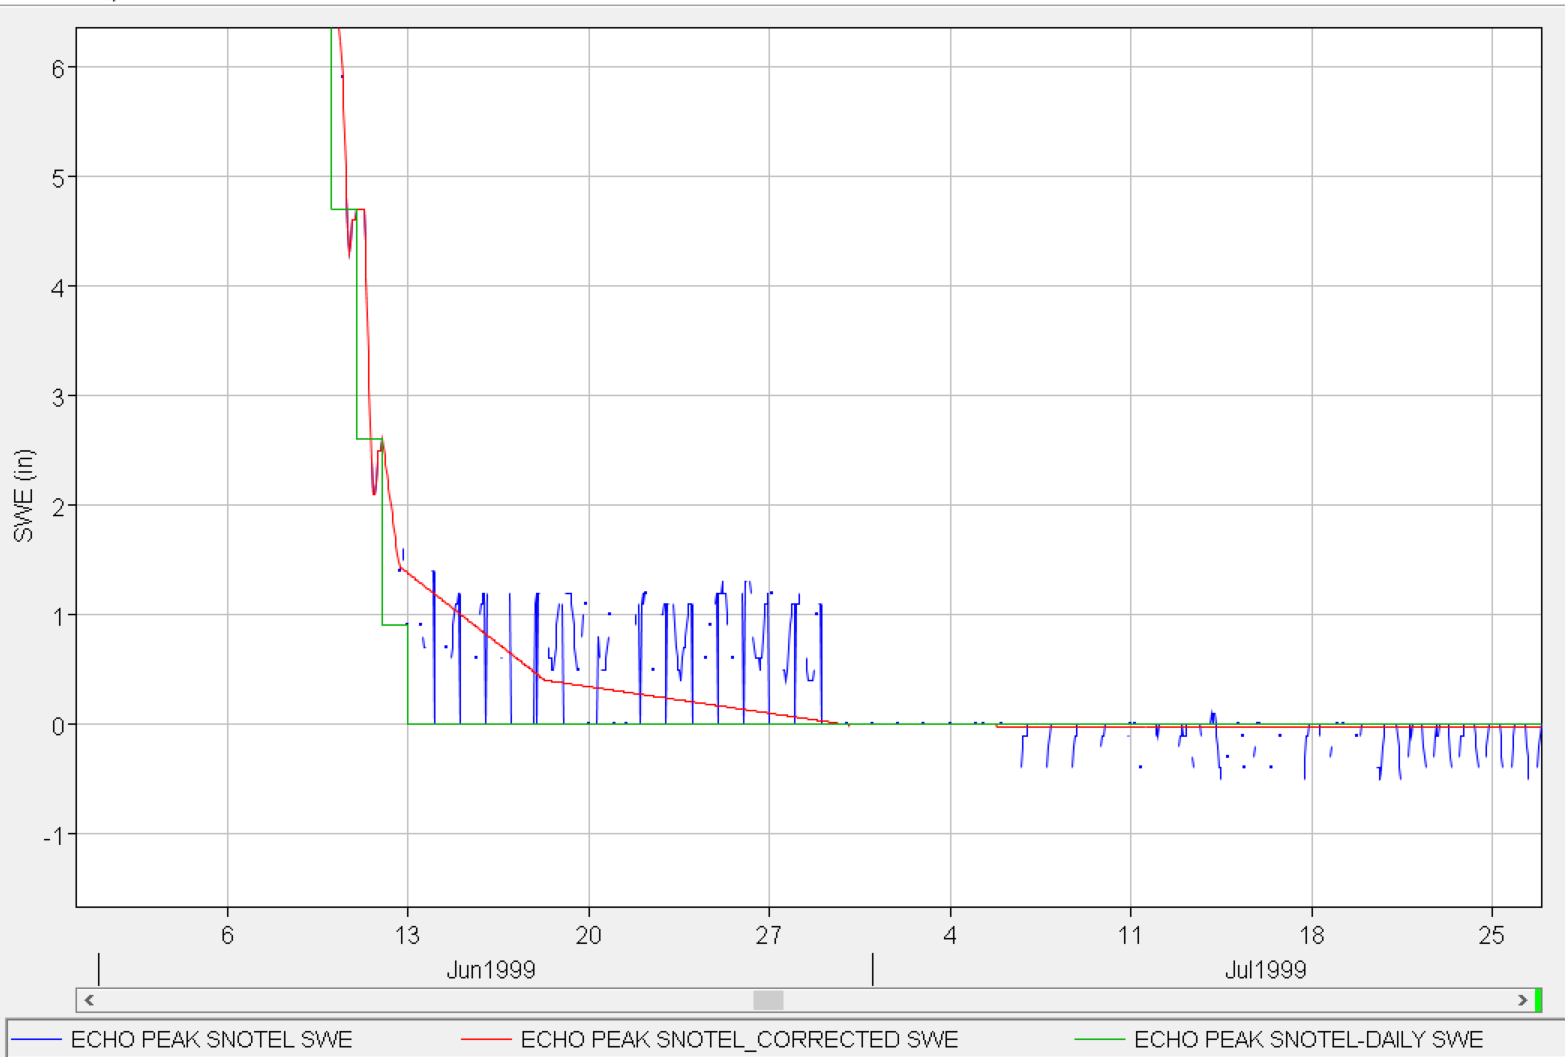 6
5
4
3
2
1
0
-1
SWE (in)
6 13 20 27 4 11 18 25
Jun1999 Jul1999
ECHO PEAK SNOTEL SWE ECHO PEAK SNOTEL_CORRECTED SWE ECHO PEAK SNOTEL-DAILY SWE